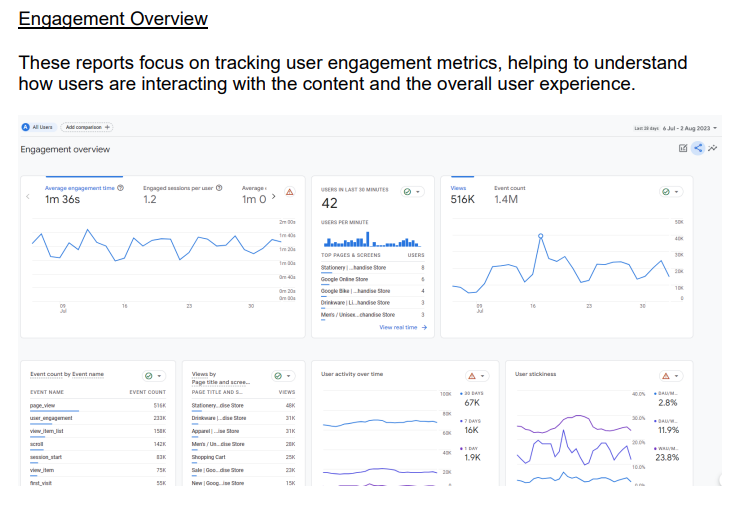 Engagement Overview
These reports focus on tracking user engagement metrics, helping to understand
how users are interacting with the content and the overall user experience.
A All Users Add comparison + Last 28 days 6 Jul - 2 Aug 2023
Engagement overview
Average engagement time
1m 36s
Engaged sessions per user
1.2
Average
1m 0
2m 00s
1m 40s
1m 20s
1m 00s
0m 40s
0m 20s
0m 00s
09
Jul
16
23
30
USERS IN LAST 30 MINUTES
42
USERS PER MINUTE
TOP PAGES & SCREENS USERS
Stationery | ...handise Store 8
Google Online Store 6
Google Bike | ...handise Store 4
Drinkware | Li...handise Store 3
Men's / Unisex...chandise Store 3
View real time →
Views
516K
Event count
1.4M
50K
40K
30K
20K
10K
0
09
Jul
16
23
30
Event count by Event name
EVENT NAME EVENT COUNT
page_view 516K
user_engagement 233K
view_item_list 158K
scroll 142K
session_start 83K
view_item 75K
first_visit 55K
Views by
Page title and scree...
PAGE TITLE AND S... VIEWS
Stationery...dise Store 48K
Drinkware |...dise Store 31K
Apparel | ...ise Store 31K
Men's / Un...dise Store 28K
Shopping Cart 25K
Sale | Goo...dise Store 23K
New | Goog...ise Store 15K
User activity over time
100K
80K
60K
40K
20K
30 DAYS
67K
7 DAYS
16K
1 DAY
1.9K
User stickiness
40.0%
30.0%
20.0%
10.0%
0.0%
DAU/M...
2.8%
DAU/W...
11.9%
WAU/M...
23.8%